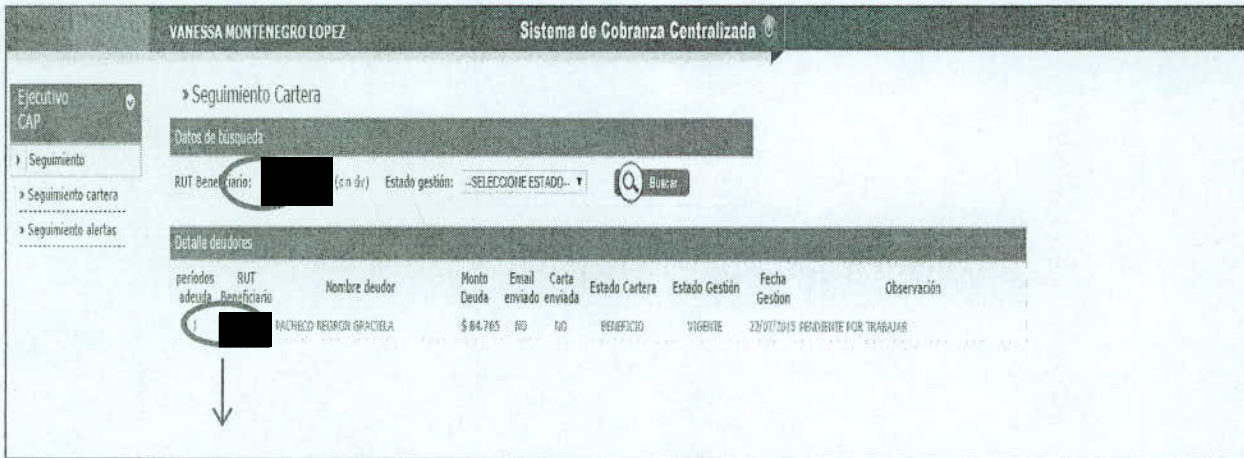 VANESSA MONTENEGRO LOPEZ
Sistema de Cobranza Centralizada
Ejecutivo CAP
» Seguimiento Cartera
Datos de búsqueda
Seguimiento
» Seguimiento cartera
» Seguimiento alertas
RUT Beneficiario: (sin dv) Estado gestión: --SELECCIONE ESTADO-- Buscar
Detalle deudores
periodos adeuda RUT Beneficiario Nombre deudor Monto Deuda Email enviado Carta enviada Estado Cartera Estado Gestión Fecha Gestion Observación
1 PACHECO NEGRON GRACIELA $ 84.765 NO NO BENEFICIO VIGENTE 22/07/2015 PENDIENTE POR TRABAJAR